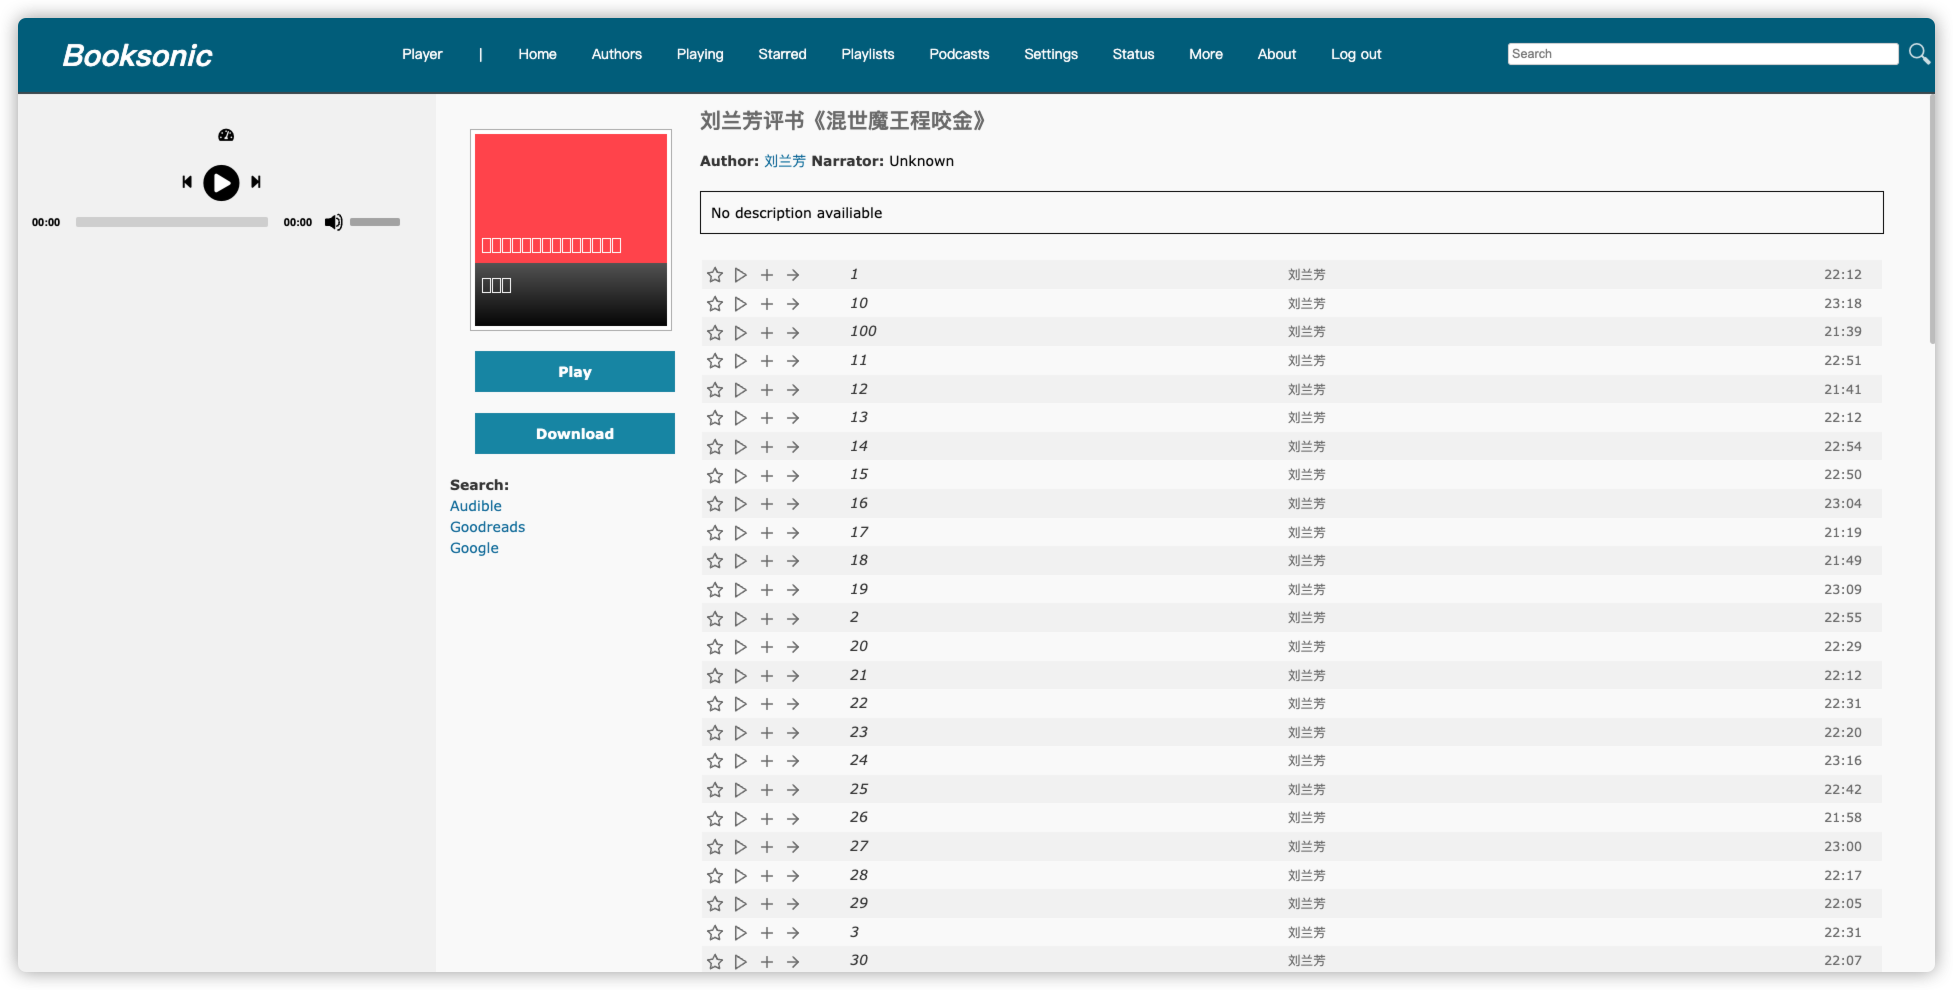 Booksonic
Player | Home Authors Playing Starred Playlists Podcasts Settings Status More About Log out
Search
00:00 00:00
Play
Download
Search:
Audible
Goodreads
Google
刘兰芳评书《混世魔王程咬金》
Author: 刘兰芳 Narrator: Unknown
No description availiable
1 刘兰芳 22:12
10 刘兰芳 23:18
100 刘兰芳 21:39
11 刘兰芳 22:51
12 刘兰芳 21:41
13 刘兰芳 22:12
14 刘兰芳 22:54
15 刘兰芳 22:50
16 刘兰芳 23:04
17 刘兰芳 21:19
18 刘兰芳 21:49
19 刘兰芳 23:09
2 刘兰芳 22:55
20 刘兰芳 22:29
21 刘兰芳 22:12
22 刘兰芳 22:31
23 刘兰芳 22:20
24 刘兰芳 23:16
25 刘兰芳 22:42
26 刘兰芳 21:58
27 刘兰芳 23:00
28 刘兰芳 22:17
29 刘兰芳 22:05
3 刘兰芳 22:31
30 刘兰芳 22:07